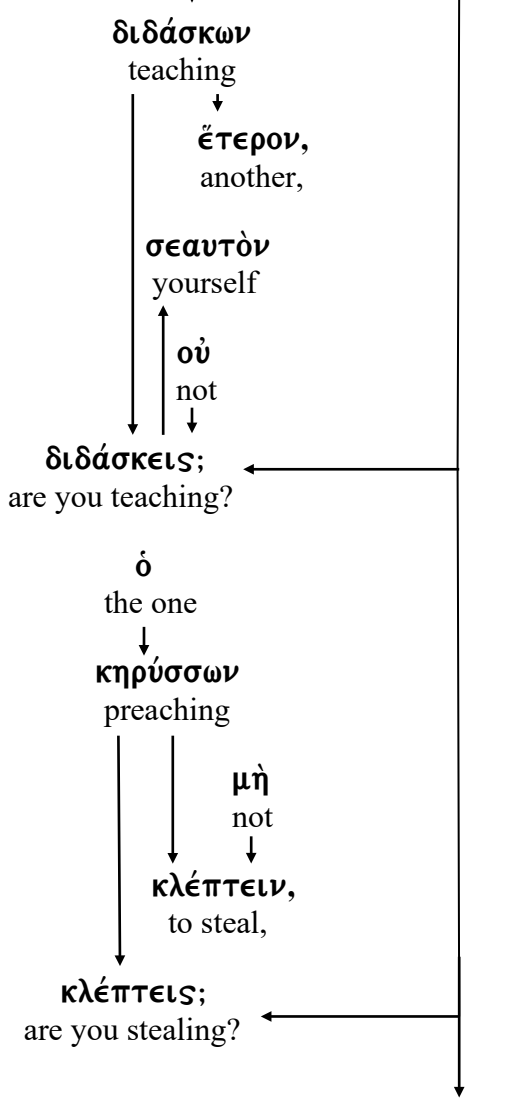 διδάσκων
teaching
ἕτερον,
another,
σεαυτὸν
yourself
οὐ
not
διδάσκεις;
are you teaching?
ὁ
the one
κηρύσσων
preaching
μὴ
not
κλέπτειν,
to steal,
κλέπτεις;
are you stealing?